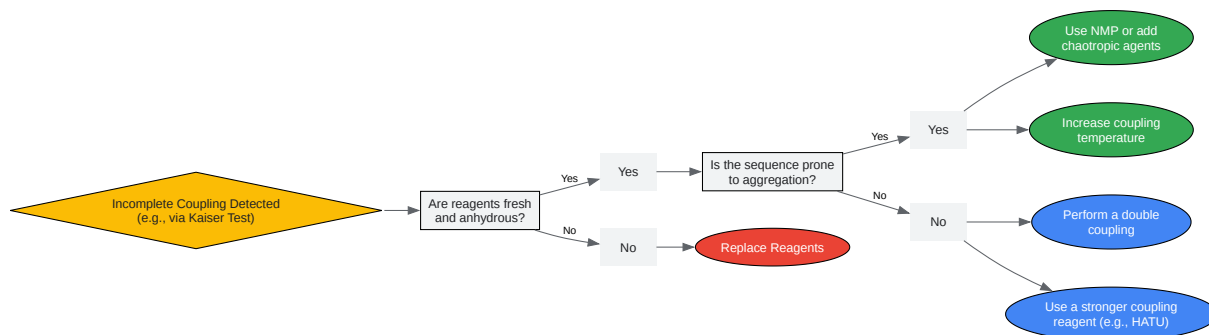 Use NMP or add
chaotropic agents
Increase coupling
temperature
Yes
Yes
Is the sequence prone
to aggregation?
Yes
Yes
Incomplete Coupling Detected
(e.g., via Kaiser Test)
Are reagents fresh
and anhydrous?
No
No
Replace Reagents
No
No
Perform a double
coupling
Use a stronger coupling
reagent (e.g., HATU)